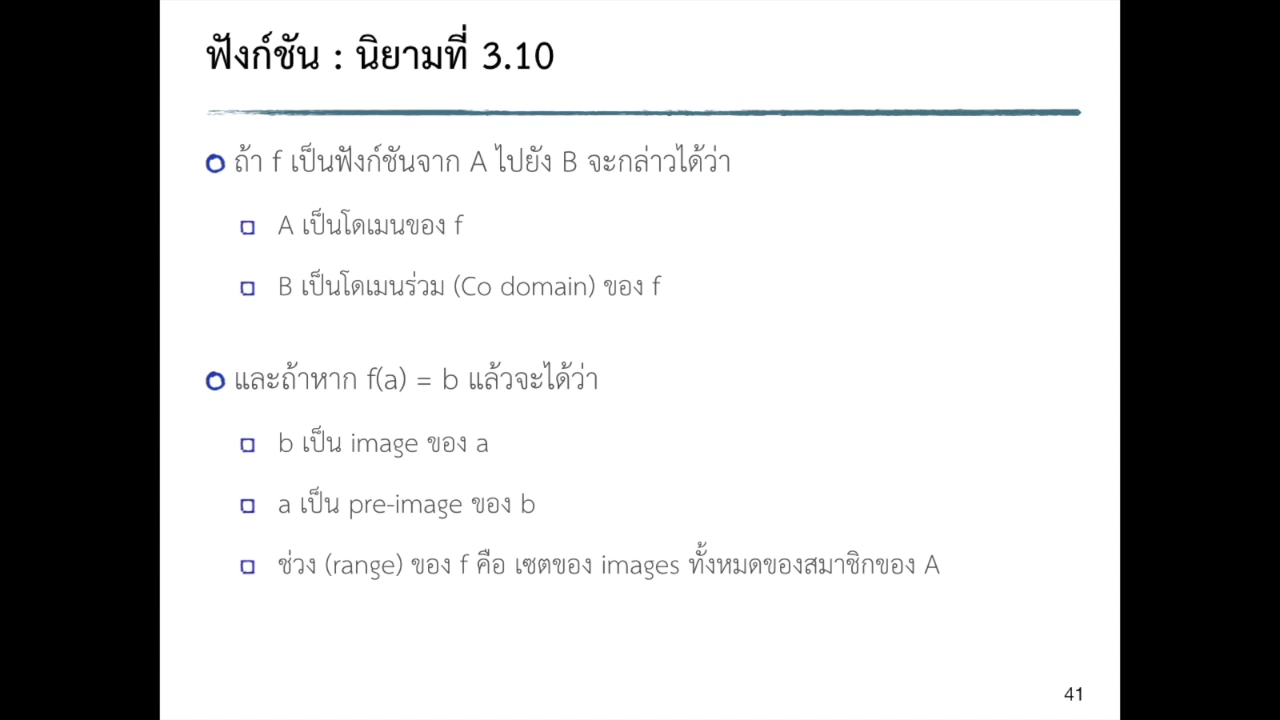 ฟังก์ชัน : นิยามที่ 3.10
ถ้า f เป็นฟังก์ชันจาก A ไปยัง B จะกล่าวได้ว่า
A เป็นโดเมนของ f
B เป็นโดเมนร่วม (Co domain) ของ f
และถ้าหาก f(a) = b แล้วจะได้ว่า
b เป็น image ของ a
a เป็น pre-image ของ b
ช่วง (range) ของ f คือ เซตของ images ทั้งหมดของสมาชิกของ A
41